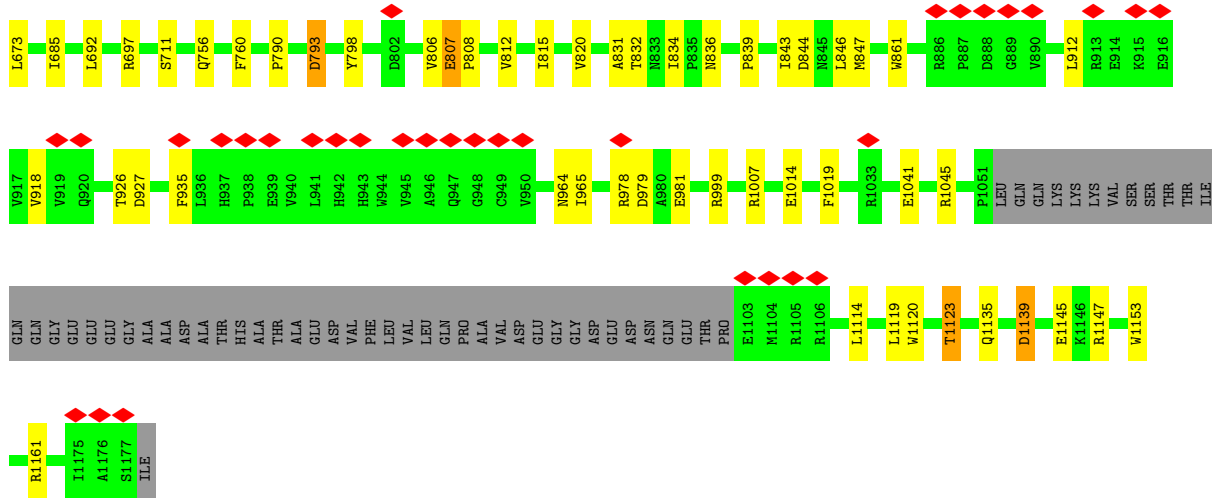 L673 I685 L692 R697 S711 Q756 F760 P790 D793 Y798 D802 V806 E807 P808 V812 I815 V820 A831 T832 N833 I834 P835 N836 P839 I843 D844 N845 L846 M847 W861 R886 P887 D888 G889 V890 L912 R913 E914 K915 E916
V917 V918 V919 Q920 T926 D927 F935 L936 H937 P938 E939 V940 L941 H942 H943 W944 V945 A946 Q947 G948 C949 V950 N964 I965 R978 D979 A980 E981 R999 R1007 E1014 F1019 R1033 E1041 R1045 P1051 LEU GLN GLN LYS LYS LYS VAL SER SER THR THR ILE
GLN GLN GLY GLU GLU GLU GLY ALA ALA ASP ALA THR HIS ALA THR ALA GLU ASP VAL PHE LEU VAL LEU GLN PRO ALA VAL ASP GLU GLY GLY ASP GLU ASP ASN GLN GLU THR PRO E1103 M1104 R1105 R1106 L1114 L1119 W1120 T1123 Q1135 D1139 E1145 K1146 R1147 W1153
R1161 I1175 A1176 S1177 ILE